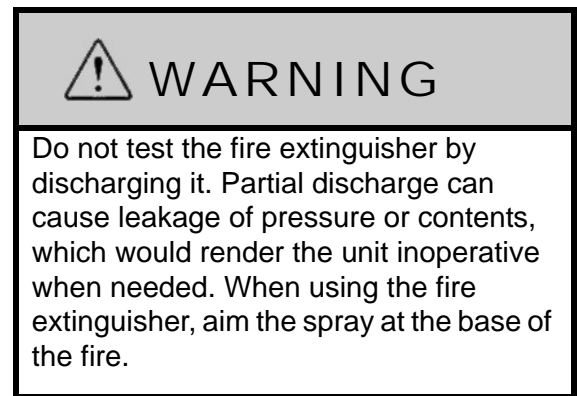 WARNING
Do not test the fire extinguisher by
discharging it. Partial discharge can
cause leakage of pressure or contents,
which would render the unit inoperative
when needed. When using the fire
extinguisher, aim the spray at the base of
the fire.